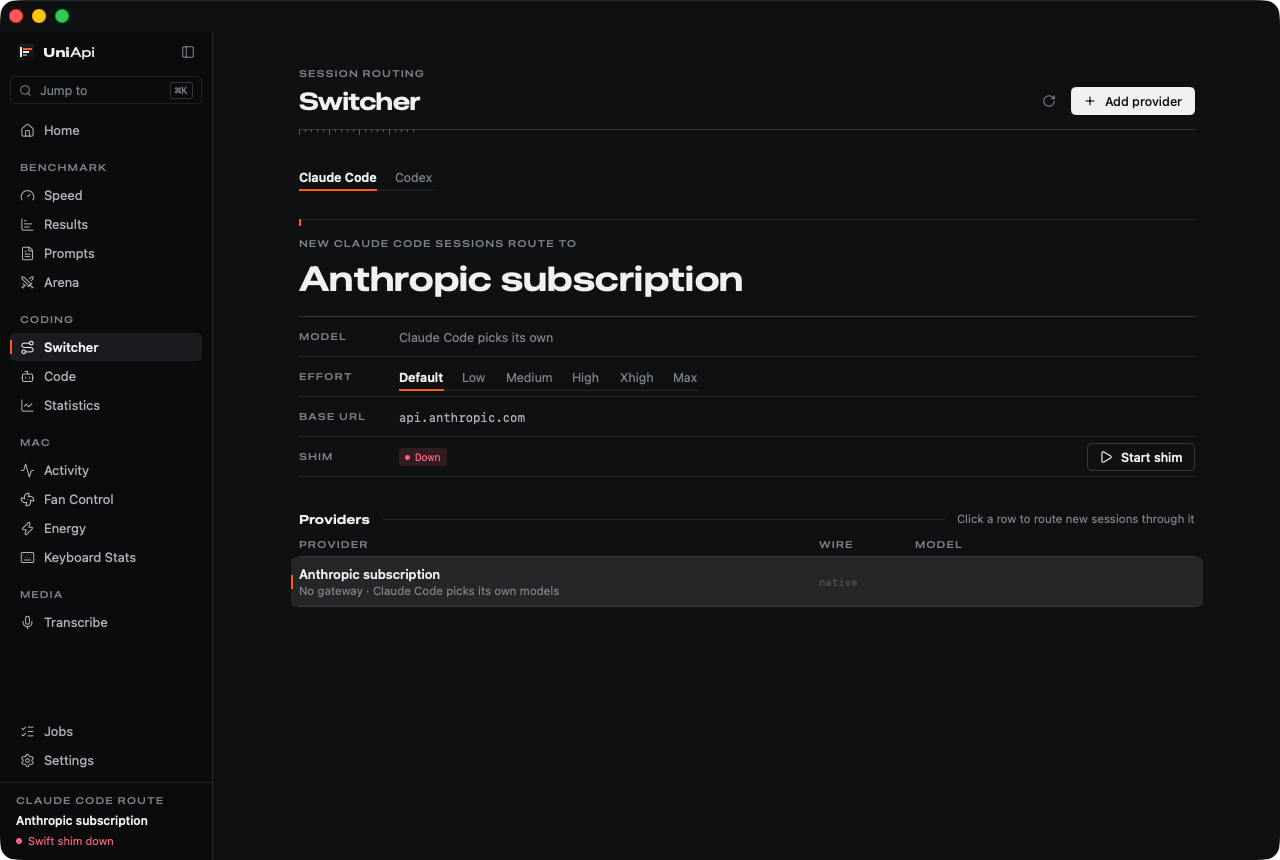 UniApi
Jump to
⌘K
Home
BENCHMARK
Speed
Results
Prompts
Arena
CODING
Switcher
Code
Statistics
MAC
Activity
Fan Control
Energy
Keyboard Stats
MEDIA
Transcribe
Jobs
Settings
CLAUDE CODE ROUTE
Anthropic subscription
Swift shim down
SESSION ROUTING
Switcher
Add provider
Claude Code Codex
NEW CLAUDE CODE SESSIONS ROUTE TO
Anthropic subscription
MODEL Claude Code picks its own
EFFORT Default Low Medium High Xhigh Max
BASE URL api.anthropic.com
SHIM Down Start shim
Providers Click a row to route new sessions through it
PROVIDER WIRE MODEL
Anthropic subscription
No gateway · Claude Code picks its own models
native